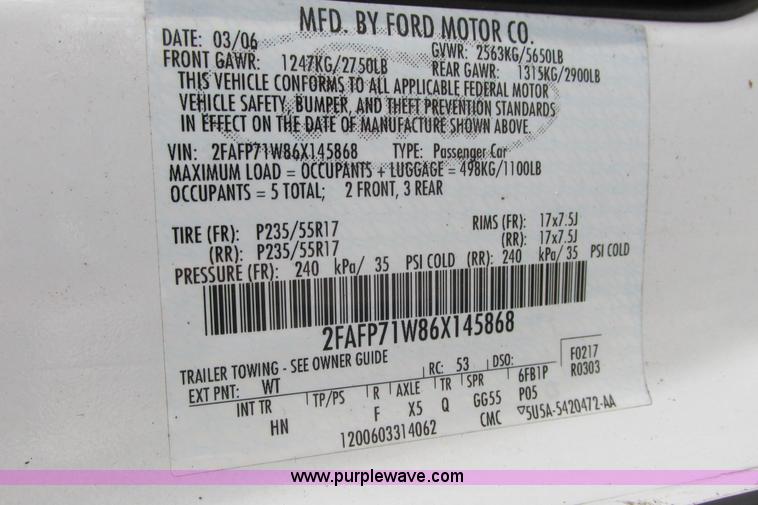 MFD. BY FORD MOTOR CO.
DATE: 03/06 GVWR: 2563KG/5650LB
FRONT GAWR: 1247KG/2750LB REAR GAWR: 1315KG/2900LB
THIS VEHICLE CONFORMS TO ALL APPLICABLE FEDERAL MOTOR
VEHICLE SAFETY, BUMPER, AND THEFT PREVENTION STANDARDS
IN EFFECT ON THE DATE OF MANUFACTURE SHOWN ABOVE.
VIN: 2FAFP71W86X145868 TYPE: Passenger Car
MAXIMUM LOAD = OCCUPANTS + LUGGAGE = 498KG/1100LB
OCCUPANTS = 5 TOTAL; 2 FRONT, 3 REAR
TIRE (FR): P235/55R17 RIMS (FR): 17x7.5J
(RR): P235/55R17 (RR): 17x7.5J
PRESSURE (FR): 240 kPa/ 35 PSI COLD (RR): 240 kPa/ 35 PSI COLD
2FAFP71W86X145868
TRAILER TOWING - SEE OWNER GUIDE
RC: 53 DSO: F0217
EXT PNT: WT 6FB1P R0303
INT TR TP/PS R AXLE TR SPR P05
HN F X5 Q GG55
1200603314062 CMC ▽5U5A-5420472-AA
www.purplewave.com